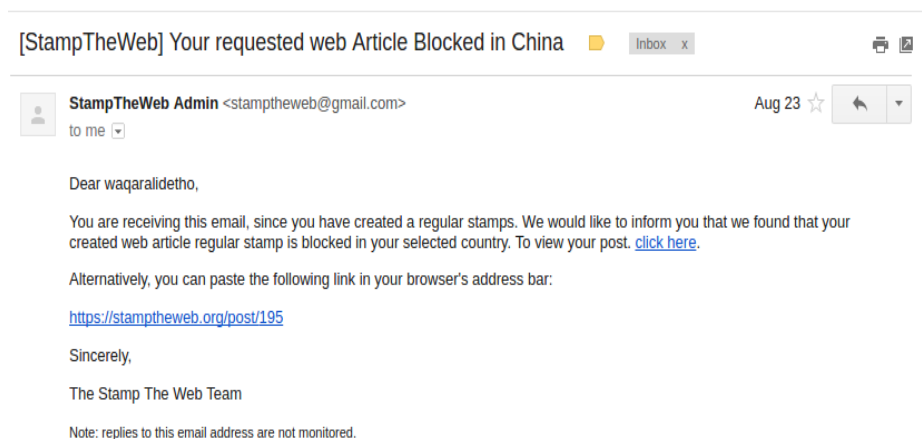 [StampTheWeb] Your requested web Article Blocked in China
Inbox x
StampTheWeb Admin <stamptheweb@gmail.com>
Aug 23
to me
Dear waqaralidetho,
You are receiving this email, since you have created a regular stamps. We would like to inform you that we found that your
created web article regular stamp is blocked in your selected country. To view your post. click here.
Alternatively, you can paste the following link in your browser's address bar:
https://stamptheweb.org/post/195
Sincerely,
The Stamp The Web Team
Note: replies to this email address are not monitored.